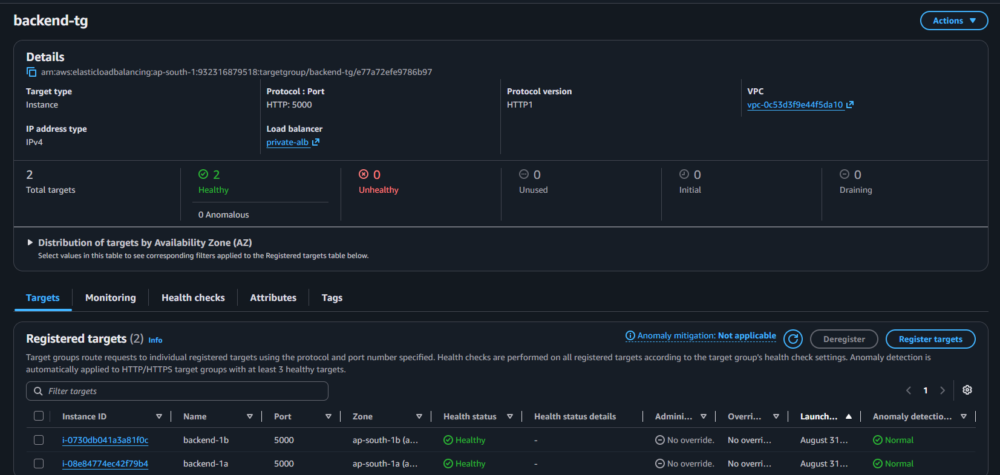 backend-tg
Actions
Details
arn:aws:elasticloadbalancing:ap-south-1:932316879518:targetgroup/backend-tg/e77a72efe9786b97
Target type
Instance
Protocol : Port
HTTP: 5000
Protocol version
HTTP1
VPC
vpc-0c53d3f9e44f5da10
IP address type
IPv4
Load balancer
private-alb
2
Total targets
2
Healthy
0 Anomalous
0
Unhealthy
0
Unused
0
Initial
0
Draining
Distribution of targets by Availability Zone (AZ)
Select values in this table to see corresponding filters applied to the Registered targets table below.
Targets Monitoring Health checks Attributes Tags
Registered targets (2) Info
Anomaly mitigation: Not applicable
Deregister
Register targets
Target groups route requests to individual registered targets using the protocol and port number specified. Health checks are performed on all registered targets according to the target group's health check settings. Anomaly detection is
automatically applied to HTTP/HTTPS target groups with at least 3 healthy targets.
Filter targets
1
Instance ID Name Port Zone Health status Health status details Admini... Overri... Launch... Anomaly detectio...
i-0730db041a3a81f0c backend-1b 5000 ap-south-1b (a... Healthy - No override. No overri... August 31... Normal
i-08e84774ec42f79b4 backend-1a 5000 ap-south-1a (a... Healthy - No override. No overri... August 31... Normal